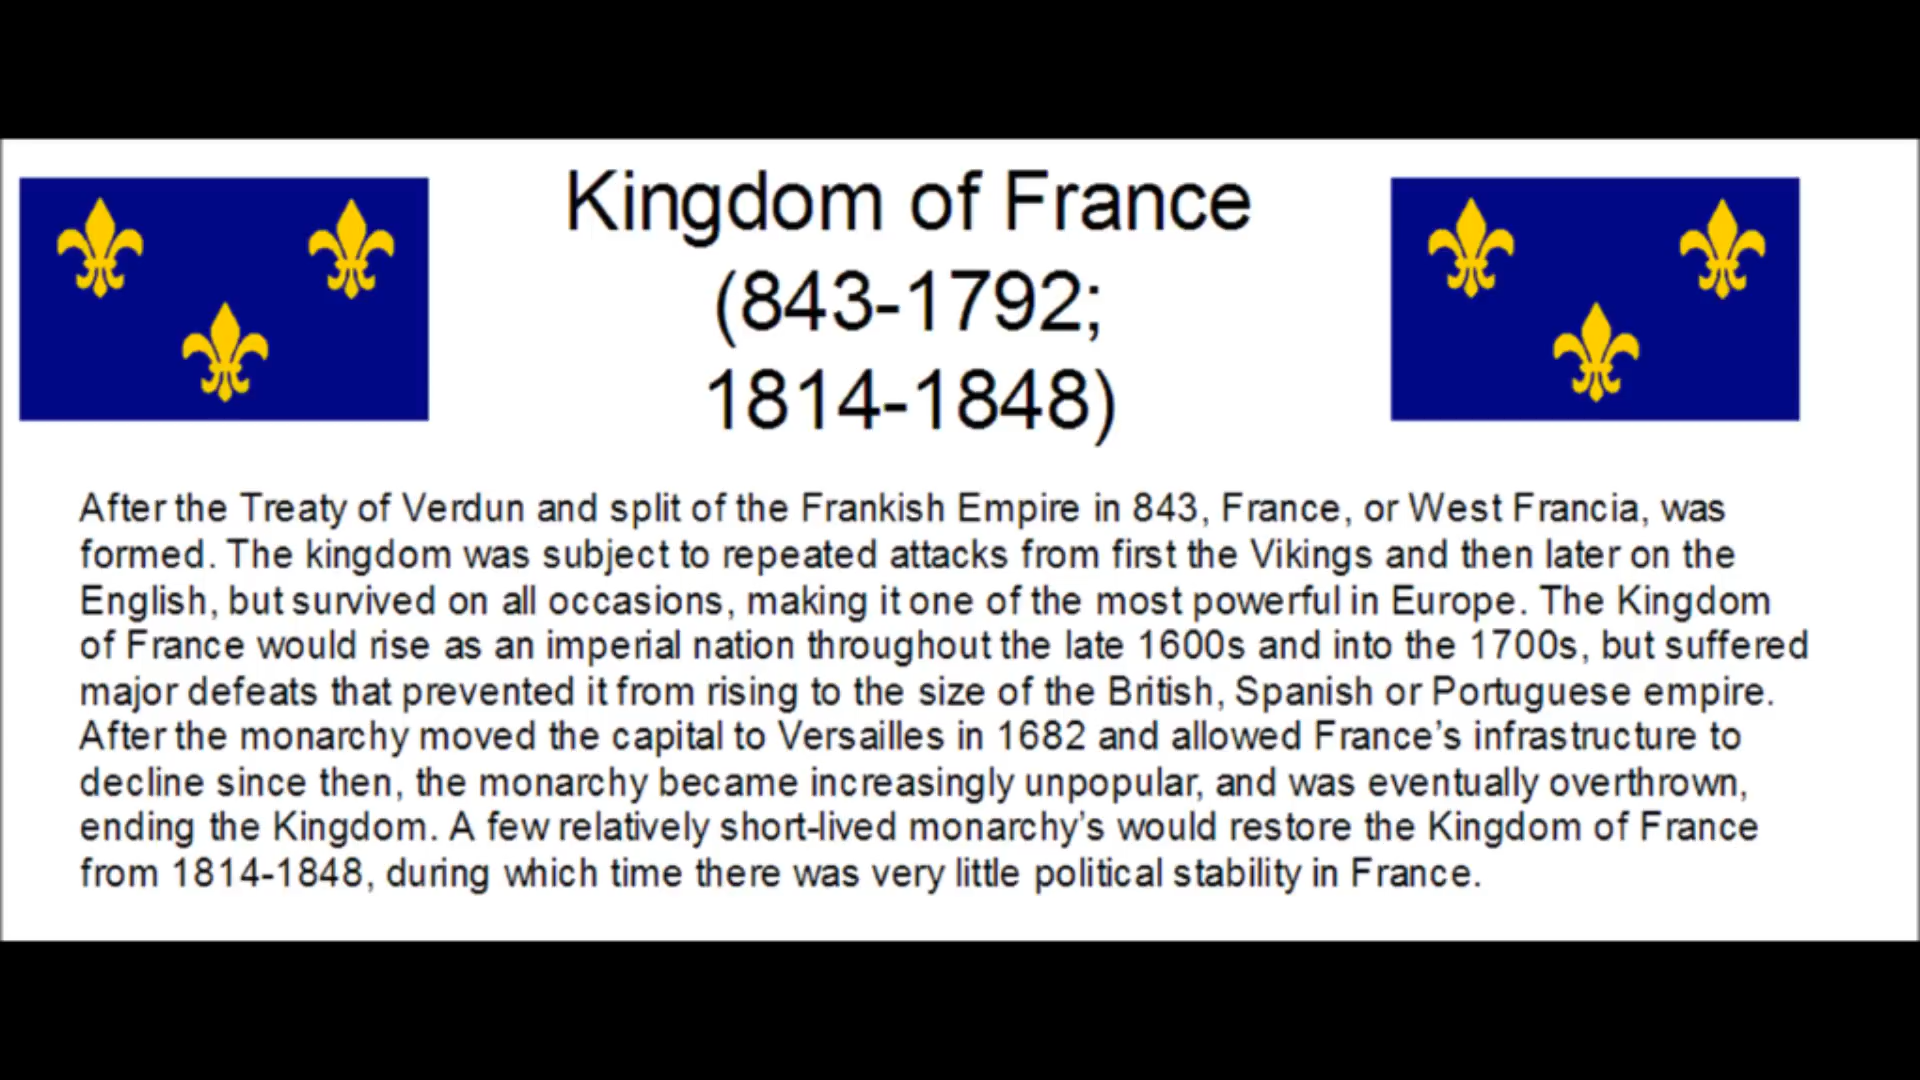 Kingdom of France
(843-1792;
1814-1848)
After the Treaty of Verdun and split of the Frankish Empire in 843, France, or West Francia, was
formed. The kingdom was subject to repeated attacks from first the Vikings and then later on the
English, but survived on all occasions, making it one of the most powerful in Europe. The Kingdom
of France would rise as an imperial nation throughout the late 1600s and into the 1700s, but suffered
major defeats that prevented it from rising to the size of the British, Spanish or Portuguese empire.
After the monarchy moved the capital to Versailles in 1682 and allowed France’s infrastructure to
decline since then, the monarchy became increasingly unpopular, and was eventually overthrown,
ending the Kingdom. A few relatively short-lived monarchy’s would restore the Kingdom of France
from 1814-1848, during which time there was very little political stability in France.